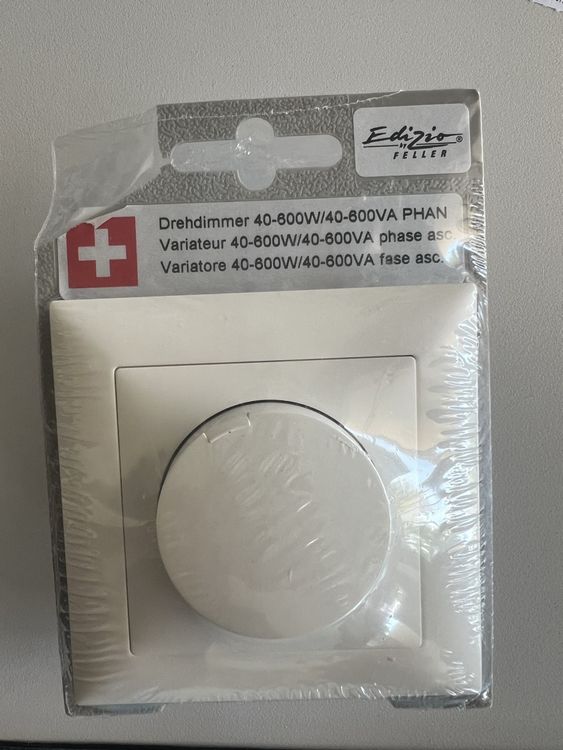 Edizio®
BY
FELLER
Drehdimmer 40-600W/40-600VA PHAN
Variateur 40-600W/40-600VA phase asc.
Variatore 40-600W/40-600VA fase asc.